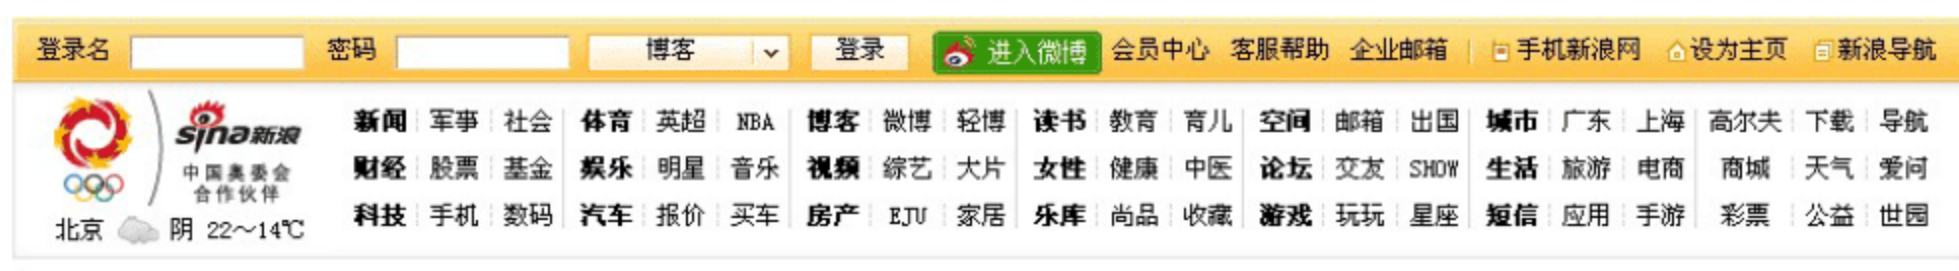 登录名 密码 博客 登录 进入微博 会员中心 客服帮助 企业邮箱 手机新浪网 设为主页 新浪导航
sina新浪
中国奥委会
合作伙伴
北京 阴 22～14℃
新闻 军事 社会 体育 英超 NBA 博客 微博 轻博 读书 教育 育儿 空间 邮箱 出国 城市 广东 上海 高尔夫 下载 导航
财经 股票 基金 娱乐 明星 音乐 视频 综艺 大片 女性 健康 中医 论坛 交友 SHOW 生活 旅游 电商 商城 天气 爱问
科技 手机 数码 汽车 报价 买车 房产 EJU 家居 乐库 尚品 收藏 游戏 玩玩 星座 短信 应用 手游 彩票 公益 世园